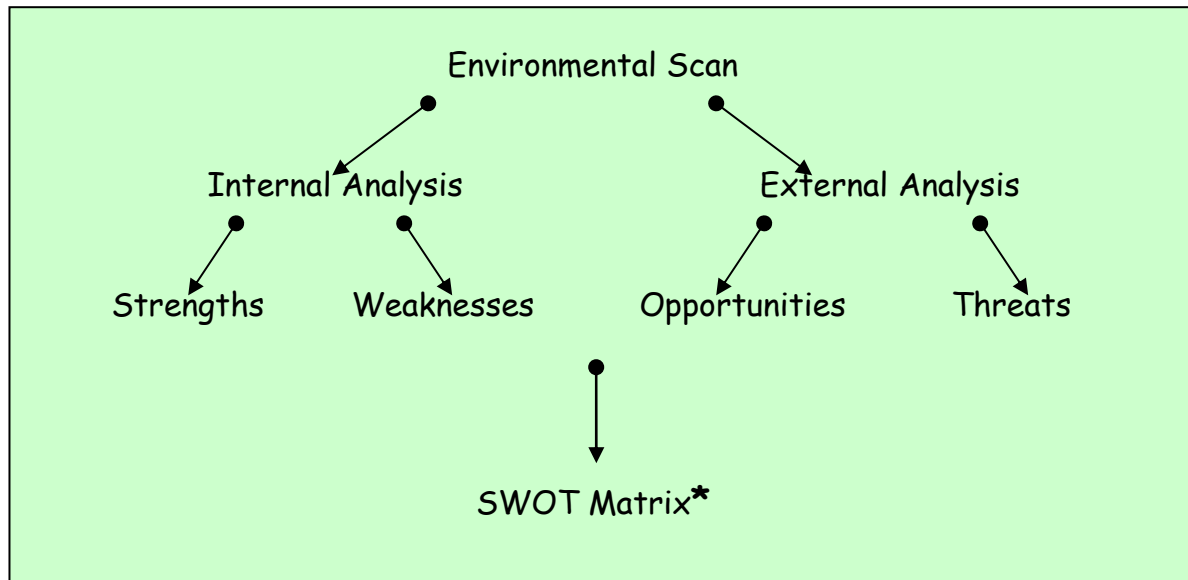 Environmental Scan
Internal Analysis External Analysis
Strengths Weaknesses Opportunities Threats
SWOT Matrix*